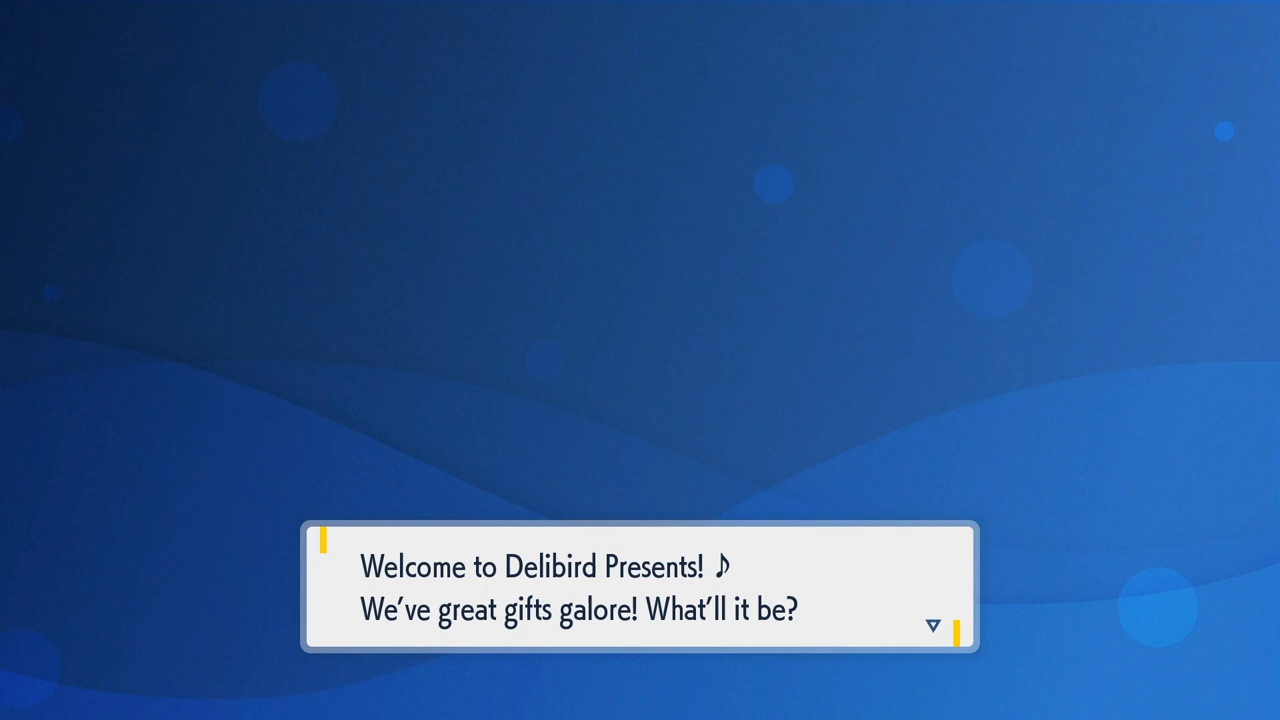 Welcome to Delibird Presents! ♪
We’ve great gifts galore! What’ll it be?